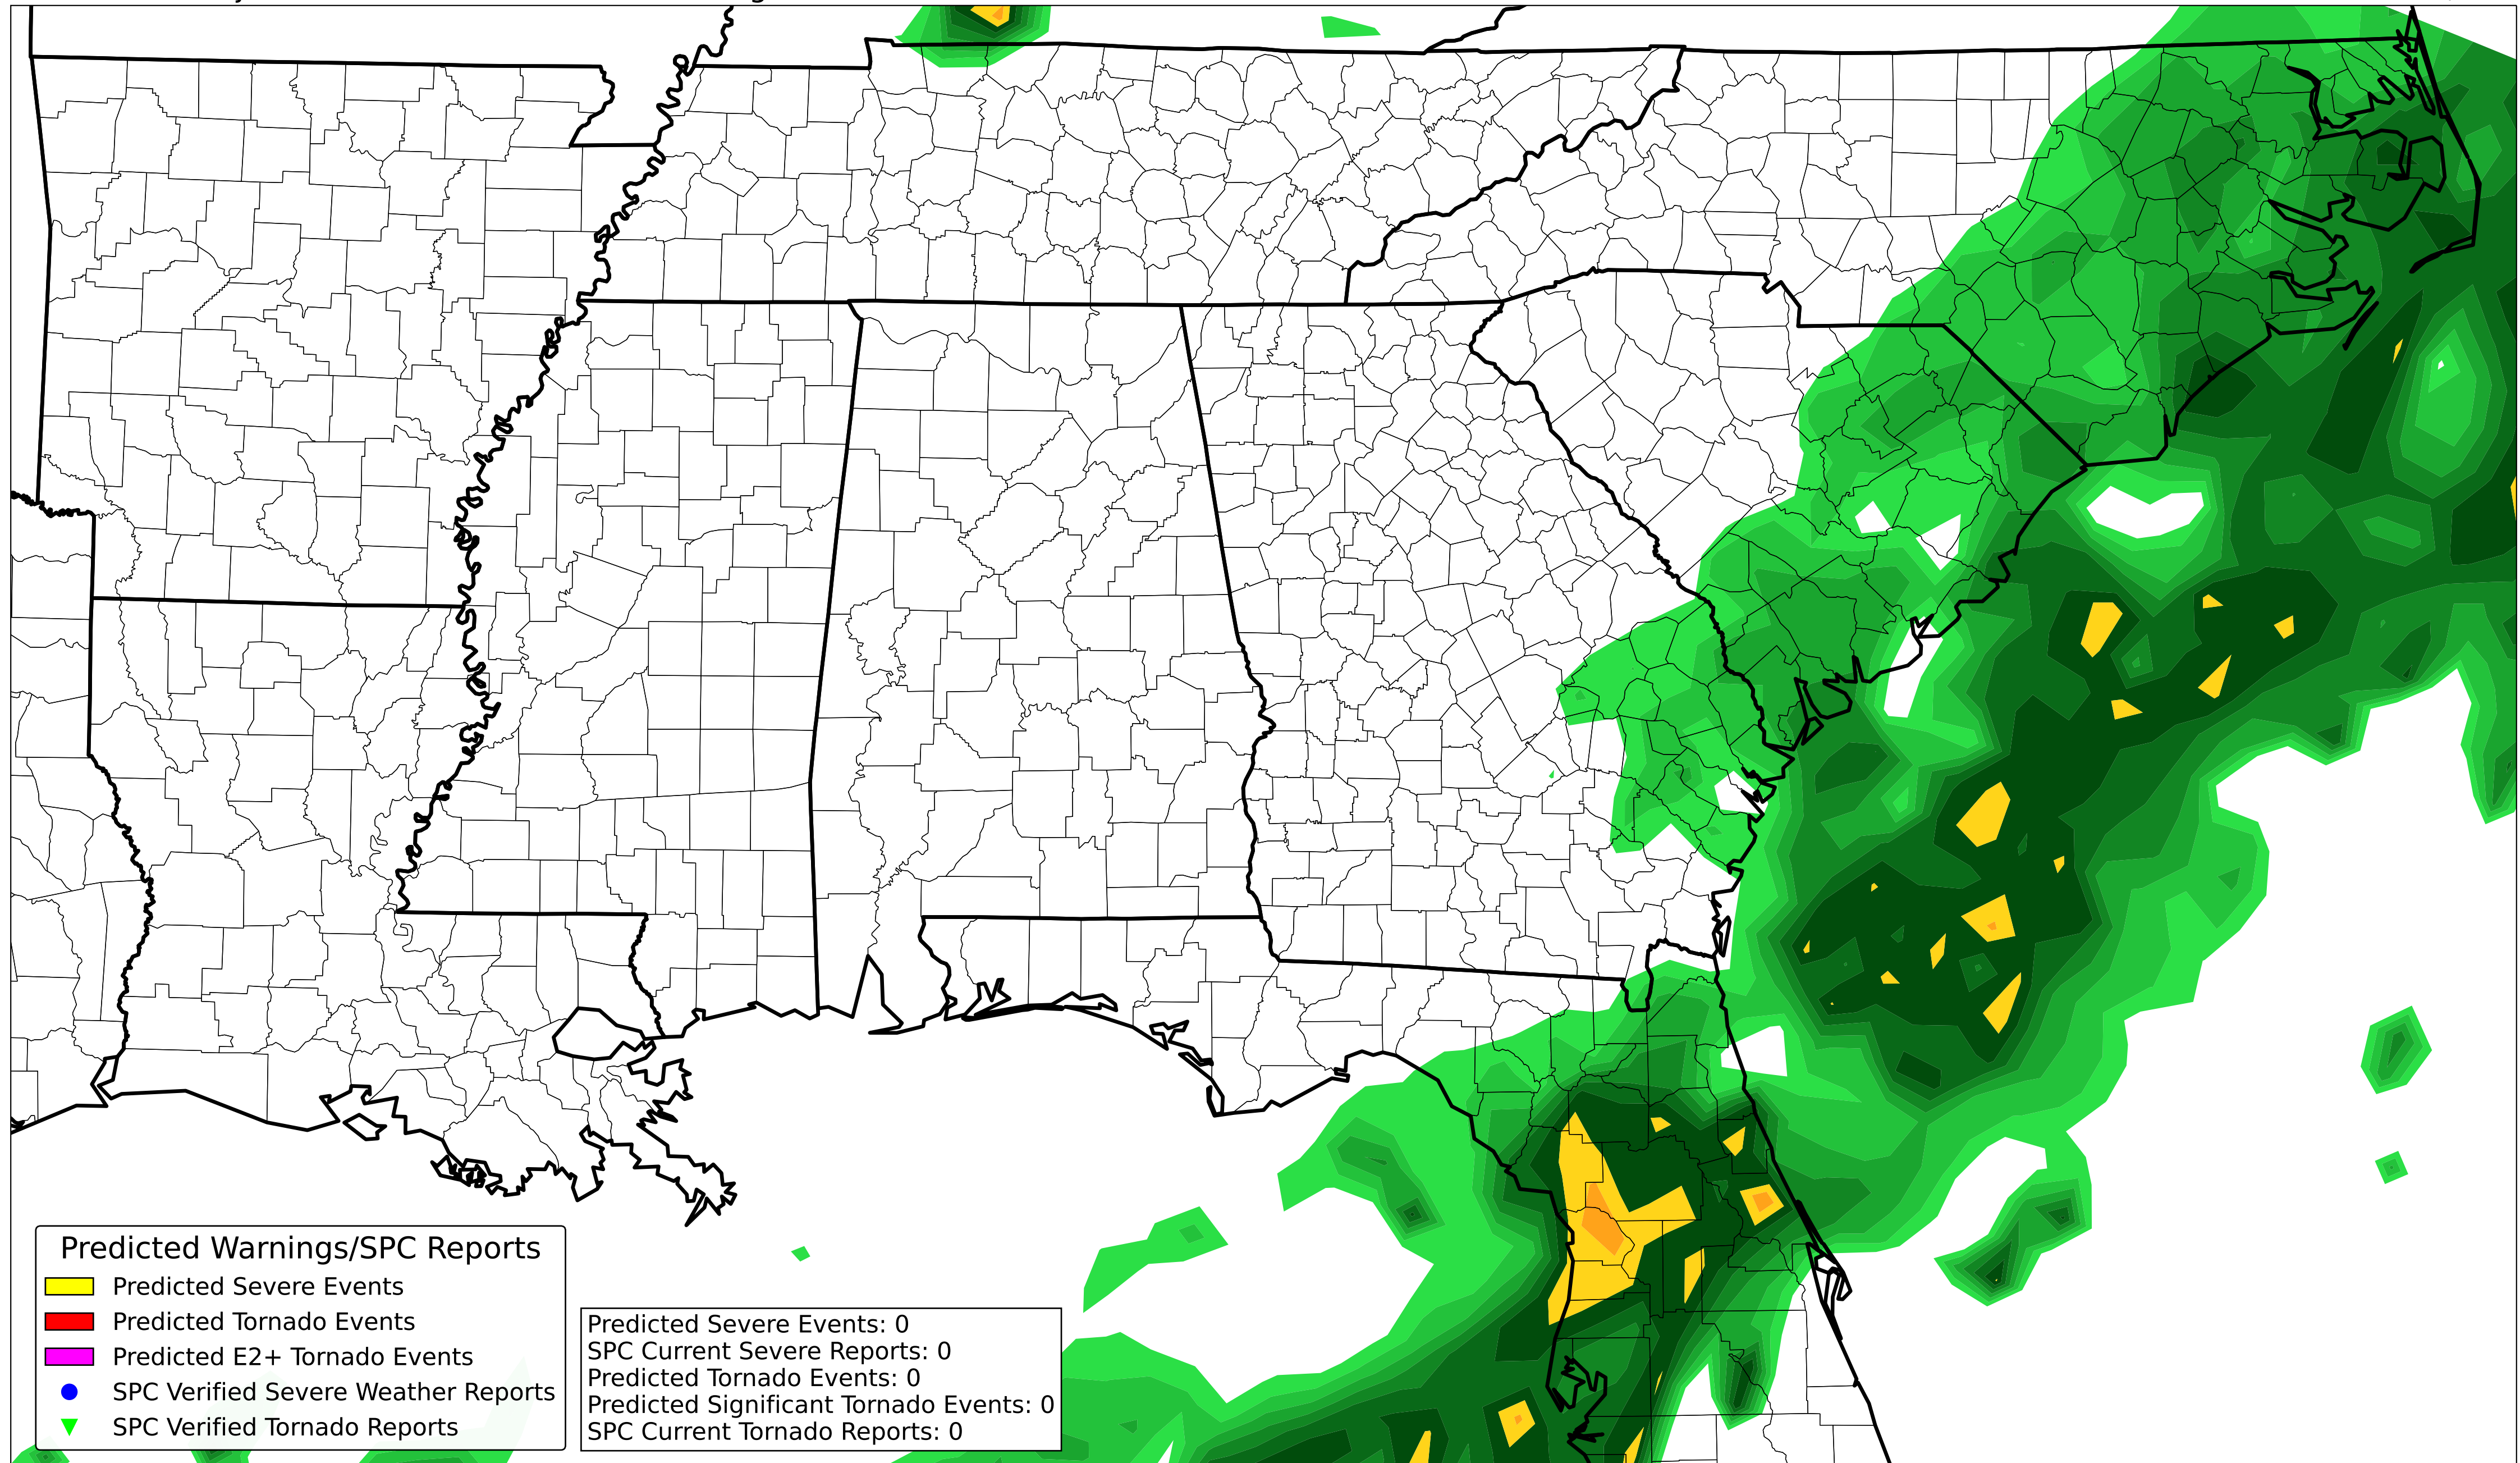 Predicted Warnings/SPC Reports
Predicted Severe Events
Predicted Tornado Events
Predicted E2+ Tornado Events
SPC Verified Severe Weather Reports
SPC Verified Tornado Reports
Predicted Severe Events: 0
SPC Current Severe Reports: 0
Predicted Tornado Events: 0
Predicted Significant Tornado Events: 0
SPC Current Tornado Reports: 0